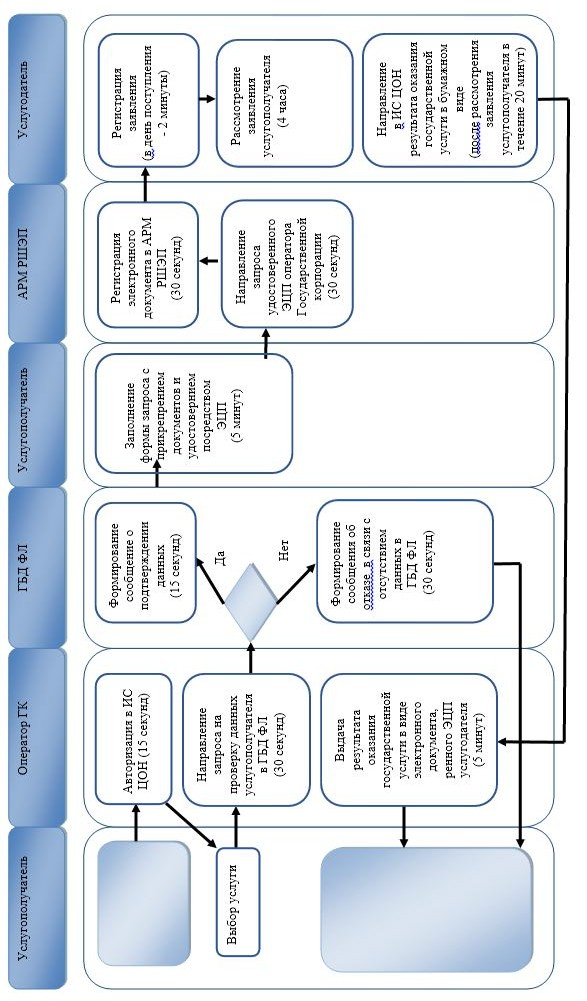 Услугополучатель
Оператор ГК
ГБД ФЛ
Услугополучатель
АРМ РШЭП
Услугодатель
Выбор услуги
Авторизация в ИС
ЦОН (15 секунд)
Направление
запроса на
проверку данных
услугополучателя
в ГБД ФЛ
(30 секунд)
Выдача
результата
оказания
государственной
услуги в виде
электронного
документа,
ренного ЭЦП
услугодателя
(5 минут)
Формирование
сообщение о
подтверждении
данных
(15 секунд)
Да
Нет
Формирование
сообщения об
отказе в связи с
отсутствием
данных в
ГБД ФЛ
(30 секунд)
Заполнение
формы запроса с
прикрепрением
документов и
удостовернием
посредством
ЭЦП
(5 минут)
Регистрация
электронного
документа в АРМ
РШЭП
(30 секунд)
Направление
запроса
удостоверенного
ЭЦП оператора
Государственной
корпорации
(30 секунд)
Регистрация
заявления
(в день поступления
- 2 минуты)
Рассмотрение
заявления
услугополучателя
(4 часа)
Направление
в ИС ЦОН
результата оказания
государственной
услуги в бумажном
виде
(после рассмотрения
заявления
услугополучателя в
течение 20 минут)